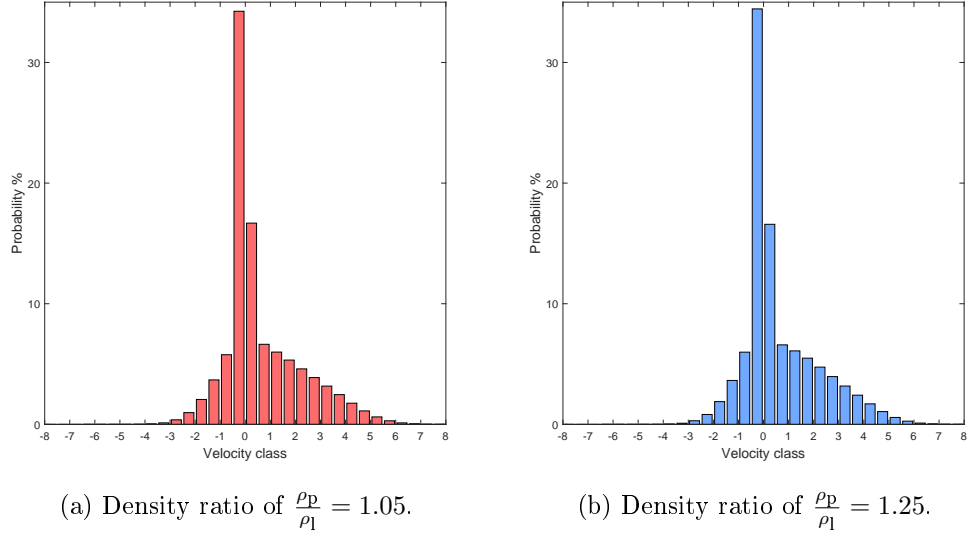 30
20
10
0
Probability %
-8 -7 -6 -5 -4 -3 -2 -1 0 1 2 3 4 5 6 7 8
Velocity class
(a) Density ratio of ρp/ρl = 1.05.
30
20
10
0
Probability %
-8 -7 -6 -5 -4 -3 -2 -1 0 1 2 3 4 5 6 7 8
Velocity class
(b) Density ratio of ρp/ρl = 1.25.